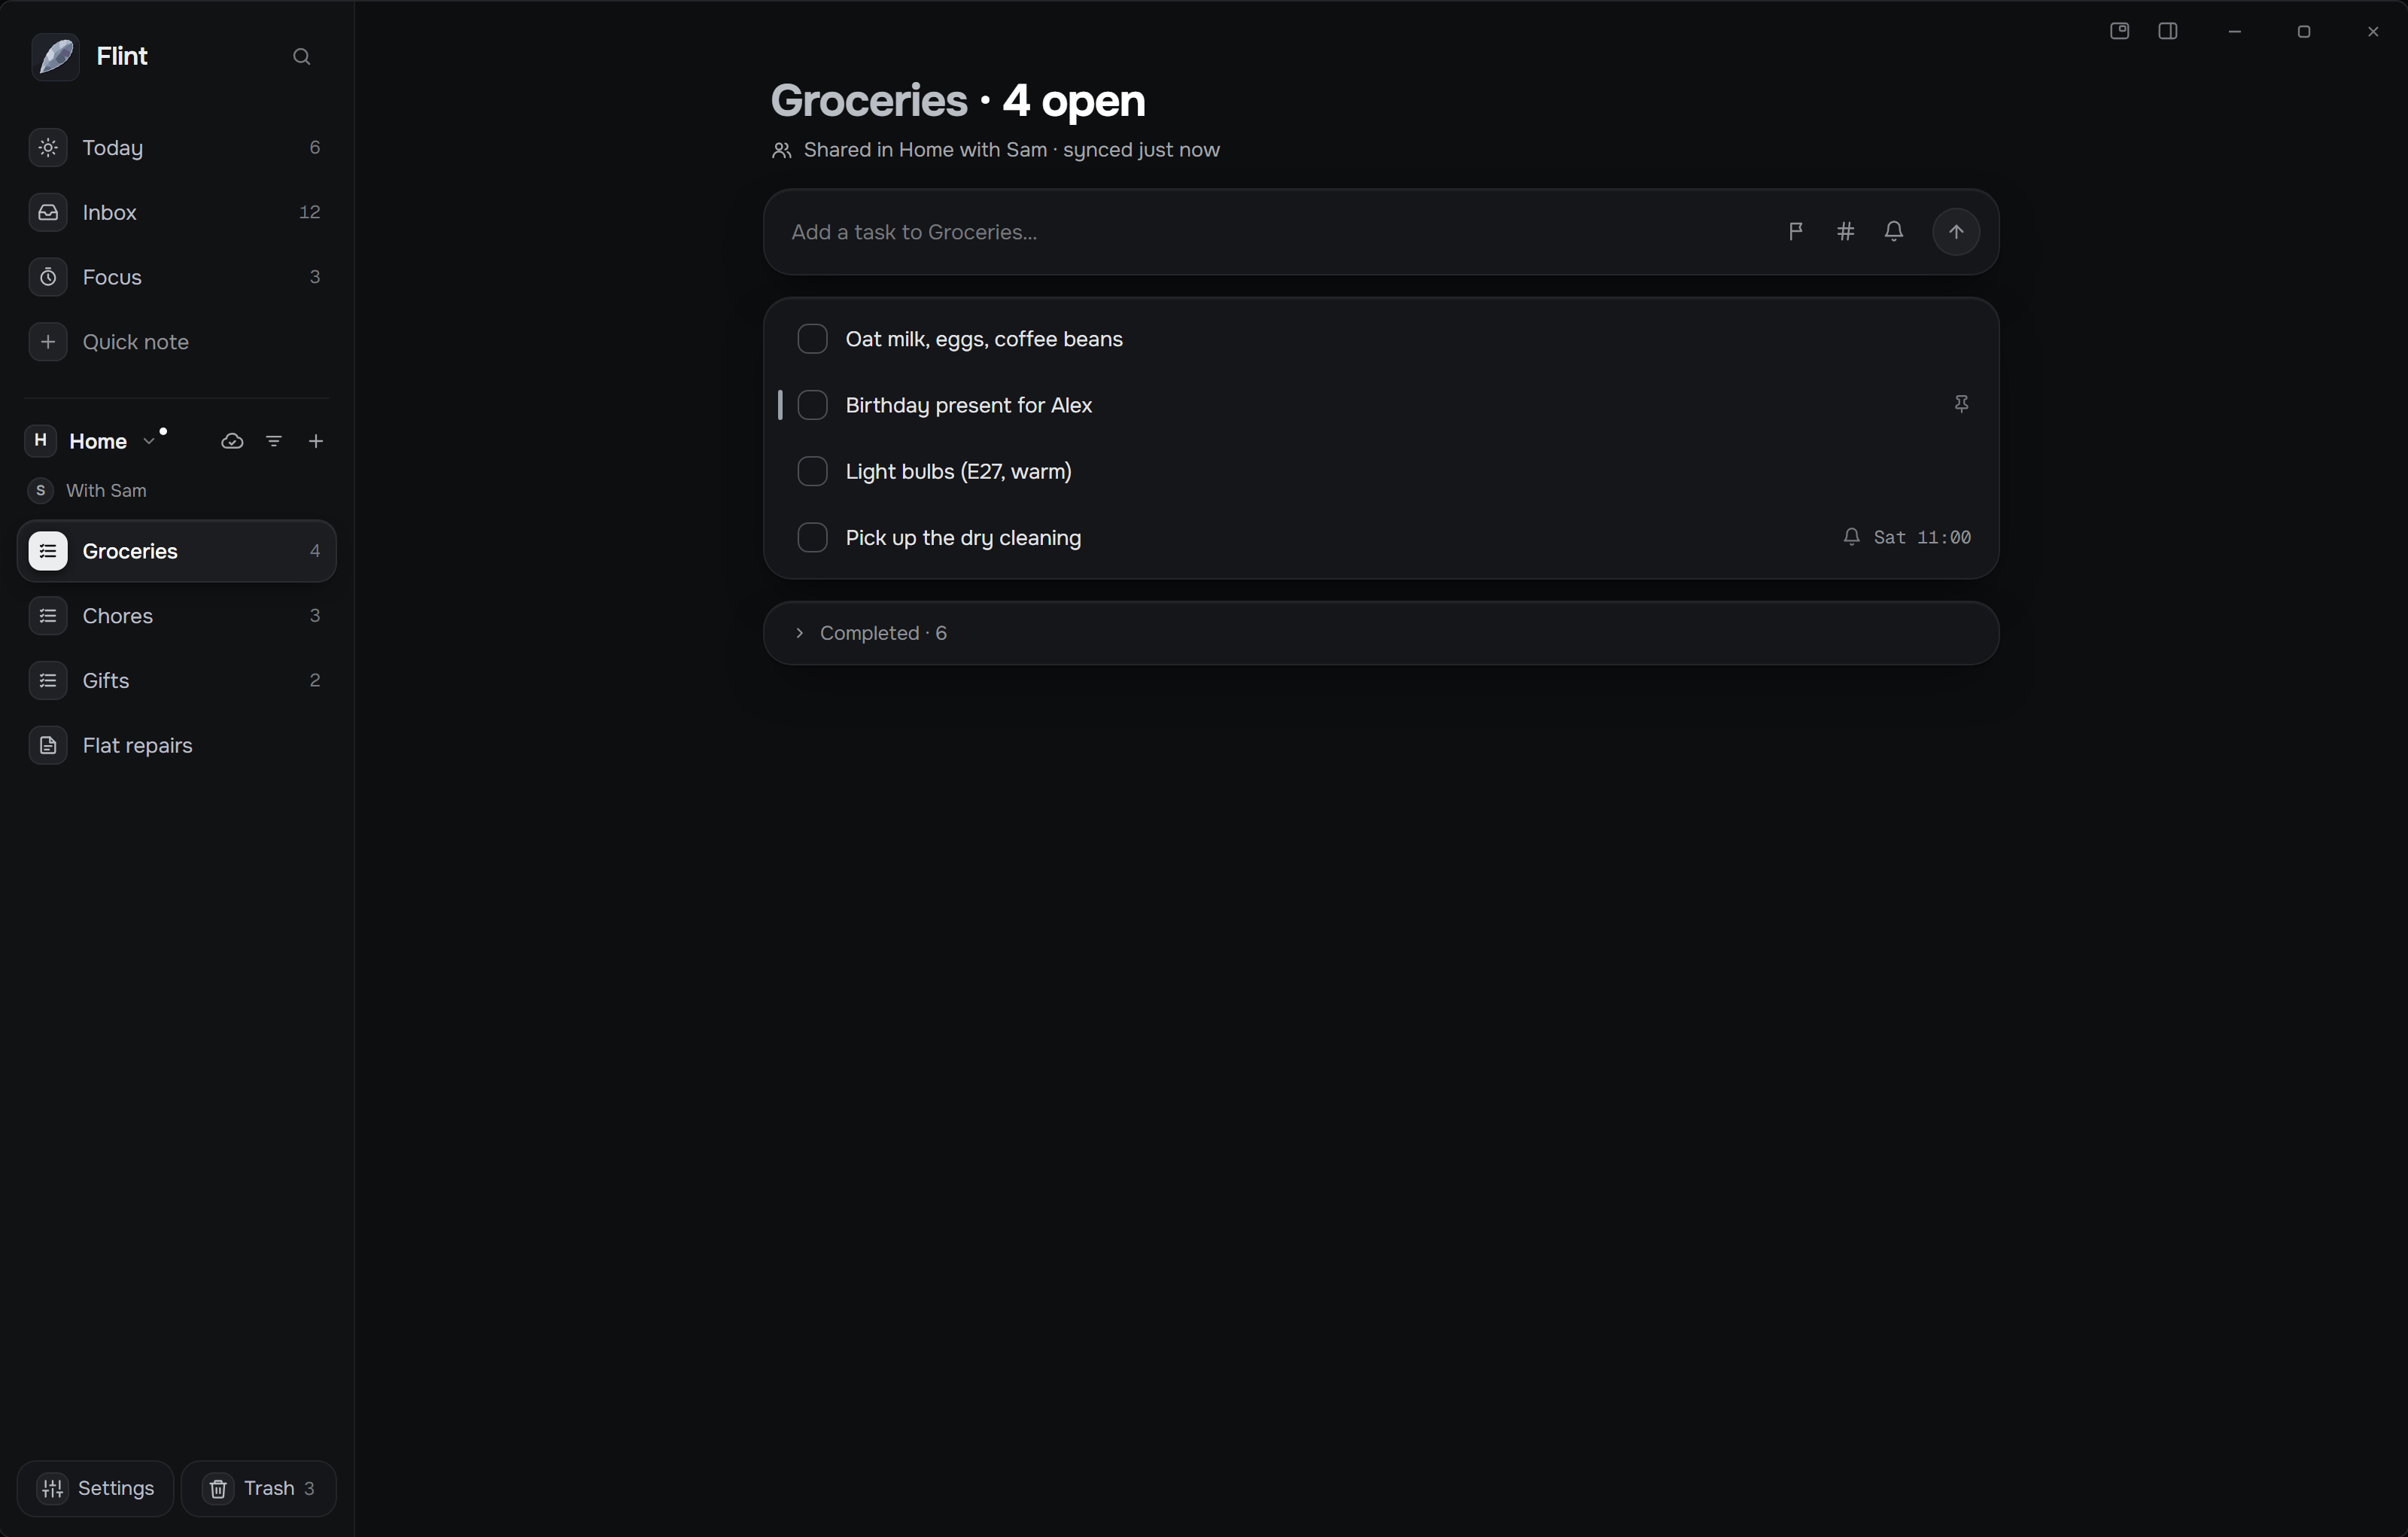 Flint
Today 6
Inbox 12
Focus 3
Quick note
H Home
S With Sam
Groceries 4
Chores 3
Gifts 2
Flat repairs
Settings
Trash 3
Groceries · 4 open
Shared in Home with Sam · synced just now
Add a task to Groceries...
Oat milk, eggs, coffee beans
Birthday present for Alex
Light bulbs (E27, warm)
Pick up the dry cleaning Sat 11:00
Completed · 6